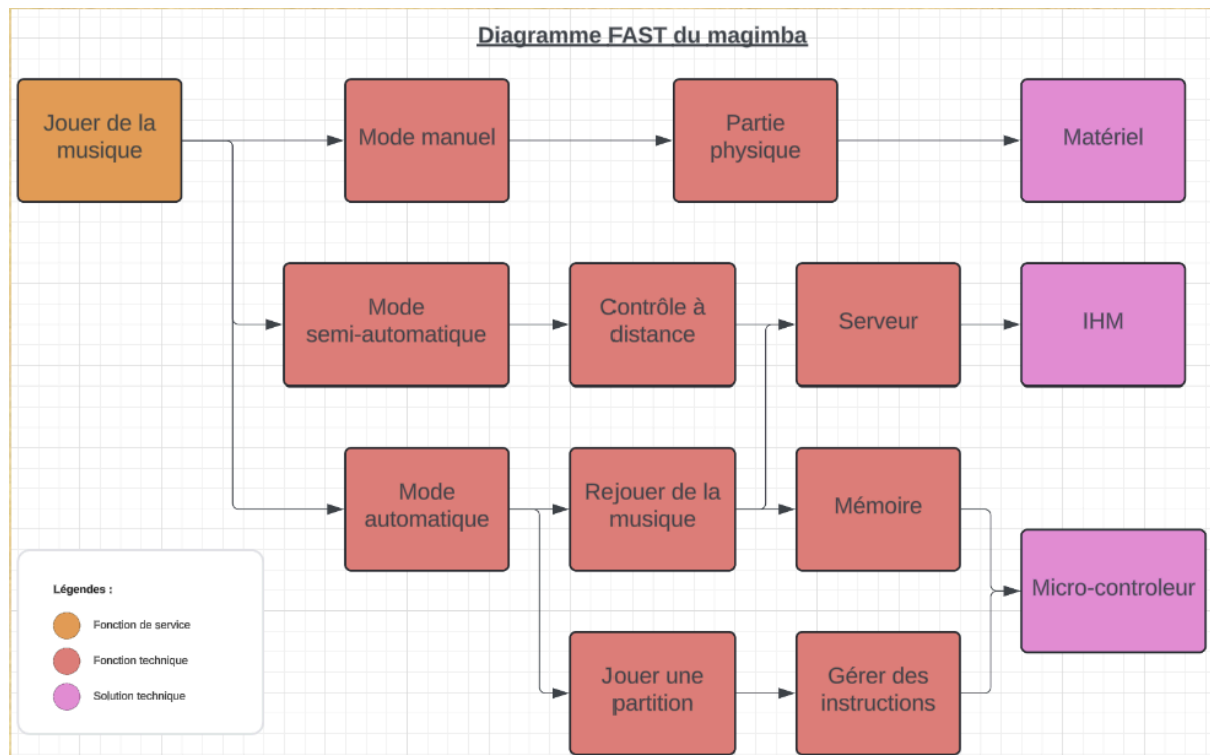 Diagramme FAST du magimba
Jouer de la
musique
Mode manuel
Partie
physique
Matériel
Mode
semi-automatique
Contrôle à
distance
Serveur
IHM
Mode
automatique
Rejouer de la
musique
Mémoire
Micro-controleur
Jouer une
partition
Gérer des
instructions
Légendes :
Fonction de service
Fonction technique
Solution technique